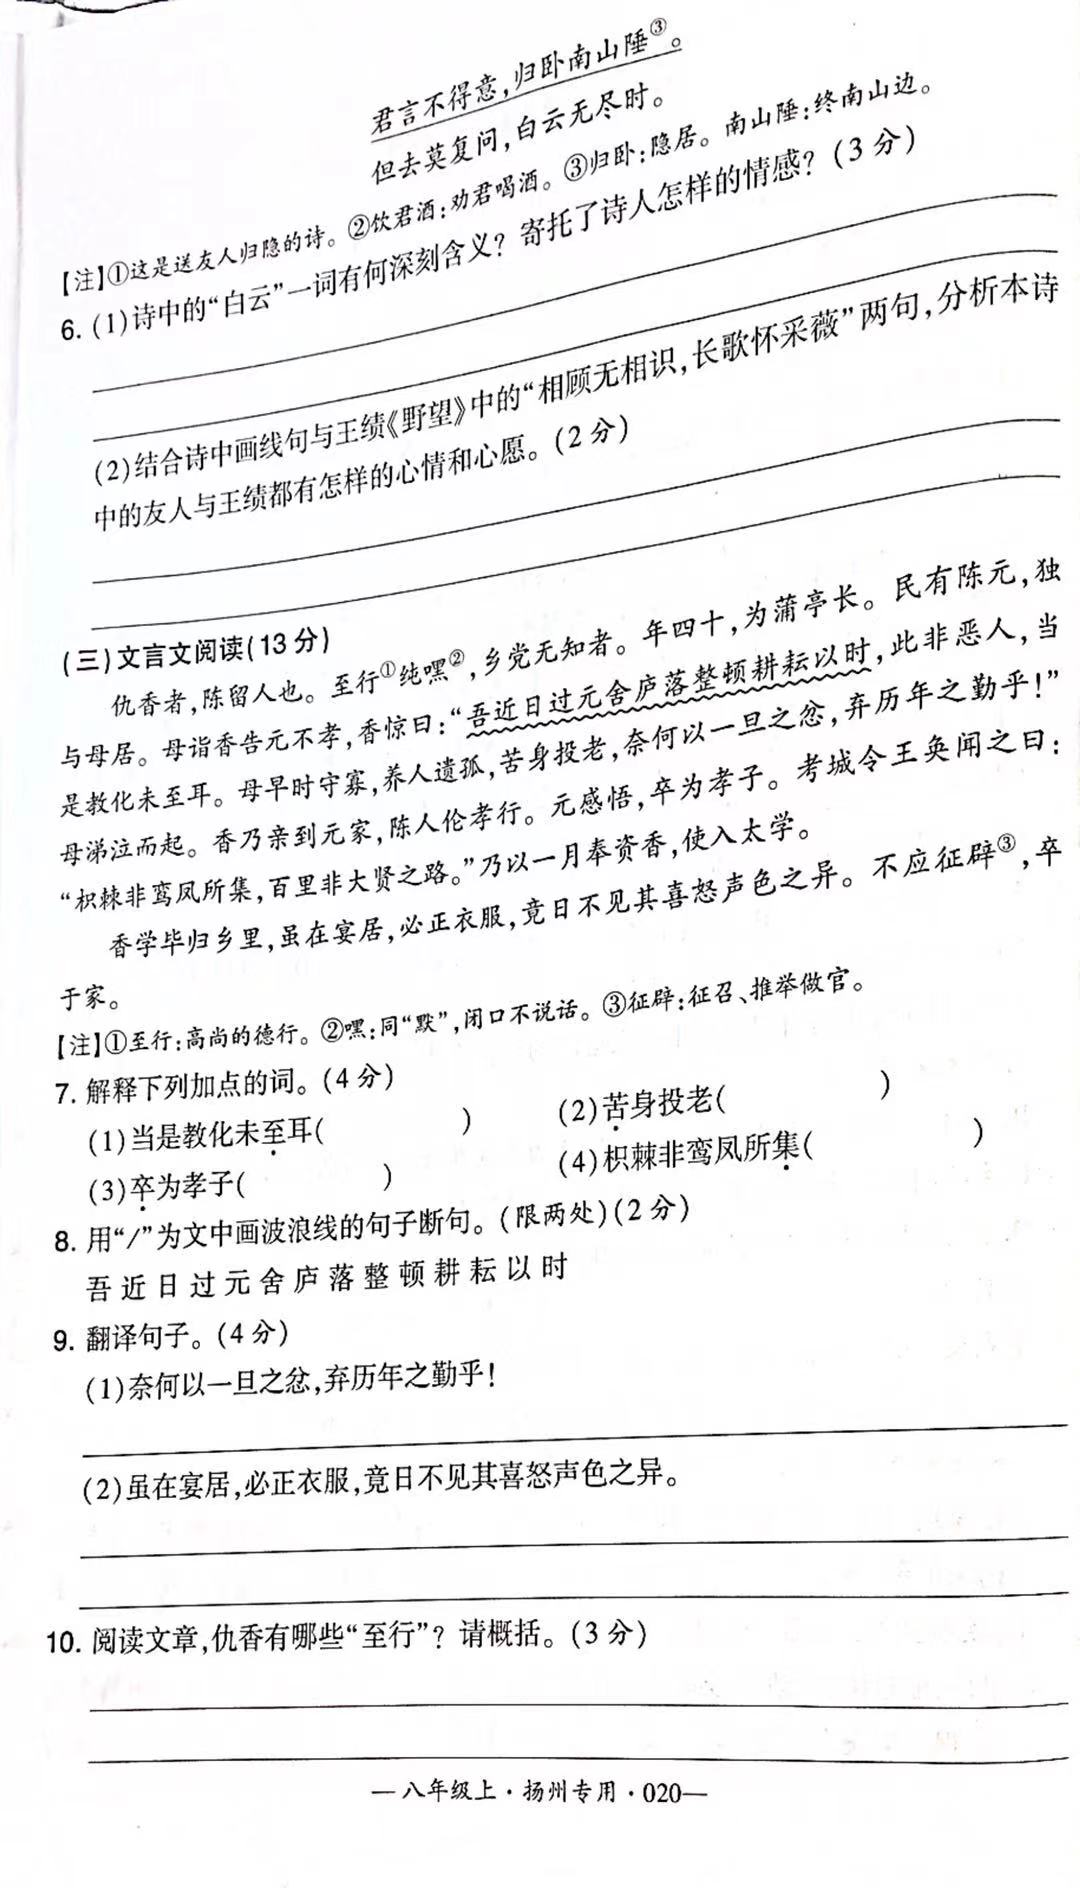 君言不得意,归卧南山陲③。
但去莫复问,白云无尽时。
【注】①这是送友人归隐的诗。②饮君酒:劝君喝酒。③归卧:隐居。南山陲:终南山边。
6. (1)诗中的“白云”一词有何深刻含义?寄托了诗人怎样的情感?(3分)
(2)结合诗中画线句与王绩《野望》中的“相顾无相识,长歌怀采薇”两句,分析本诗
中的友人与王绩都有怎样的心情和心愿。(2分)
(三)文言文阅读(13分)
仇香者,陈留人也。至行①纯嘿②,乡党无知者。年四十,为蒲亭长。民有陈元,独
与母居。母诣香告元不孝,香惊曰:“吾近日过元舍庐落整顿耕耘以时,此非恶人,当
是教化未至耳。母早时守寡,养人遗孤,苦身投老,奈何以一旦之忿,弃历年之勤乎!”
母涕泣而起。香乃亲到元家,陈人伦孝行。元感悟,卒为孝子。考城令王奂闻之曰:
“枳棘非鸾凤所集,百里非大贤之路。”乃以一月奉资香,使入太学。
香学毕归乡里,虽在宴居,必正衣服,竟日不见其喜怒声色之异。不应征辟③,卒
于家。
【注】①至行:高尚的德行。②嘿:同“默”,闭口不说话。③征辟:征召、推举做官。
7. 解释下列加点的词。(4分)
(1)当是教化未至耳( ) (2)苦身投老( )
(3)卒为孝子( ) (4)枳棘非鸾凤所集( )
8. 用“/”为文中画波浪线的句子断句。(限两处)(2分)
吾近日过元舍庐落整顿耕耘以时
9. 翻译句子。(4分)
(1)奈何以一旦之忿,弃历年之勤乎!
(2)虽在宴居,必正衣服,竟日不见其喜怒声色之异。
10. 阅读文章,仇香有哪些“至行”?请概括。(3分)
—八年级上·扬州专用·020—